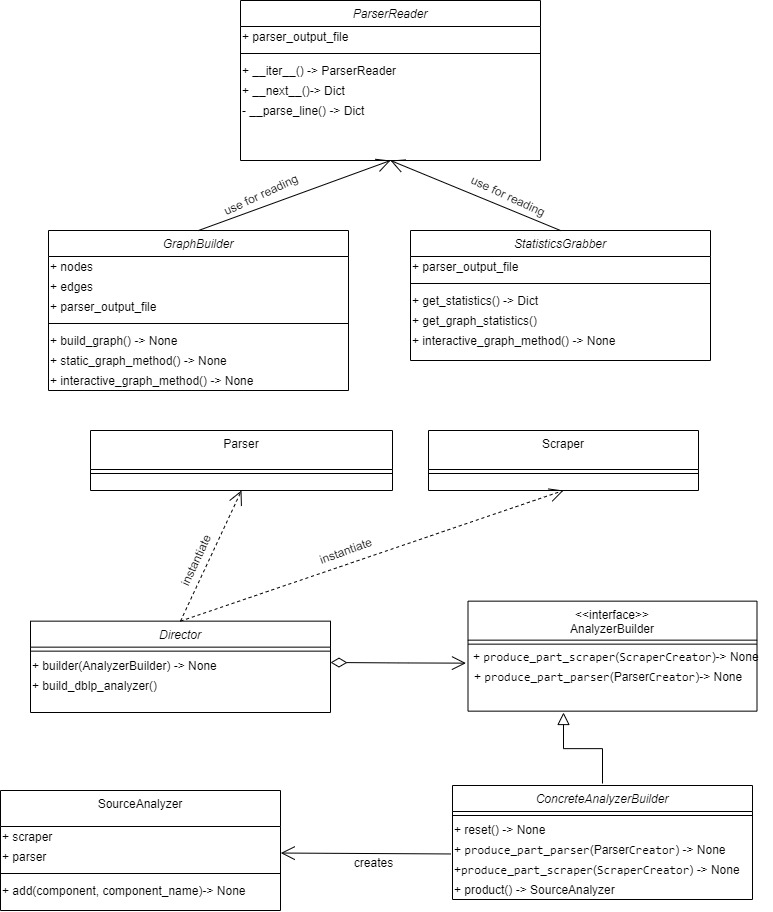 ParserReader
+ parser_output_file
+ __iter__() -> ParserReader
+ __next__()-> Dict
- __parse_line() -> Dict
use for reading
use for reading
GraphBuilder
+ nodes
+ edges
+ parser_output_file
+ build_graph() -> None
+ static_graph_method() -> None
+ interactive_graph_method() -> None
StatisticsGrabber
+ parser_output_file
+ get_statistics() -> Dict
+ get_graph_statistics()
+ interactive_graph_method() -> None
Parser
Scraper
instantiate
instantiate
Director
+ builder(AnalyzerBuilder) -> None
+ build_dblp_analyzer()
<<interface>>
AnalyzerBuilder
+ produce_part_scraper(ScraperCreator)-> None
+ produce_part_parser(ParserCreator)-> None
SourceAnalyzer
+ scraper
+ parser
+ add(component, component_name)-> None
creates
ConcreteAnalyzerBuilder
+ reset() -> None
+ produce_part_parser(ParserCreator) -> None
+produce_part_scraper(ScraperCreator) -> None
+ product() -> SourceAnalyzer